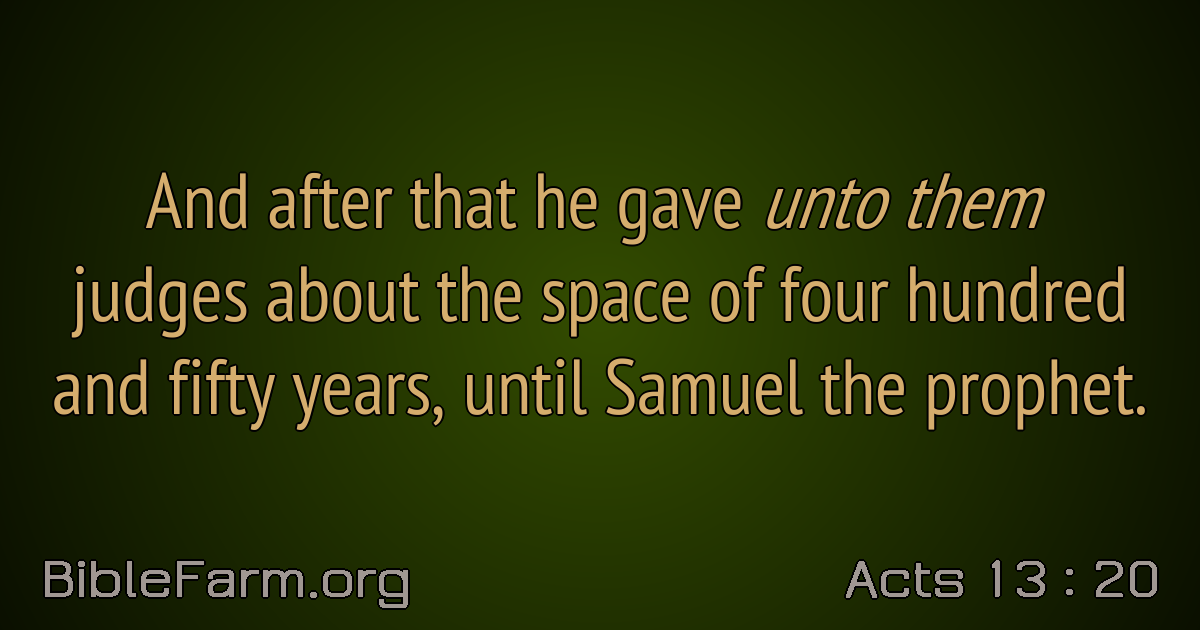 And after that he gave unto them
judges about the space of four hundred
and fifty years, until Samuel the prophet.
BibleFarm.org
Acts 13 : 20